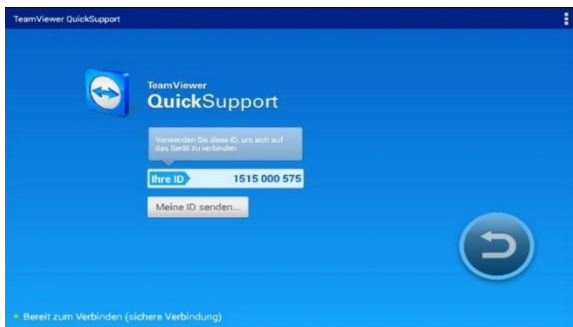 TeamViewer QuickSupport
TeamViewer
QuickSupport
Verwenden Sie diese ID, um sich auf
das Gerät zu verbinden.
Ihre ID 1515 000 575
Meine ID senden...
Bereit zum Verbinden (sichere Verbindung)